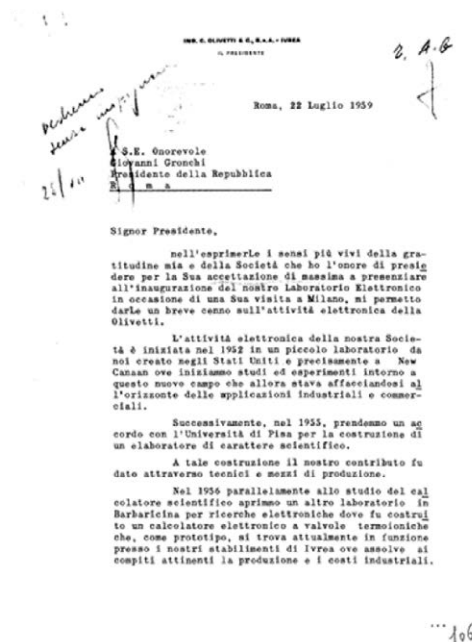 ING. C. OLIVETTI & C., S.p.A. - IVREA
IL PRESIDENTE
Roma, 22 Luglio 1959
26/VII
S.E. Onorevole
Giovanni Gronchi
Presidente della Repubblica
R o m a
Signor Presidente,
nell'esprimerLe i sensi più vivi della gra-
titudine mia e della Società che ho l'onore di presie
dere per la Sua accettazione di massima a presenziare
all'inaugurazione del nostro Laboratorio Elettronico
in occasione di una Sua visita a Milano, mi permetto
darLe un breve cenno sull'attività elettronica della
Olivetti.
L'attività elettronica della nostra Socie-
tà è iniziata nel 1952 in un piccolo laboratorio da
noi creato negli Stati Uniti e precisamente a New
Canaan ove iniziammo studi ed esperimenti intorno a
questo nuovo campo che allora stava affacciandosi al
l'orizzonte delle applicazioni industriali e commer-
ciali.
Successivamente, nel 1955, prendemmo un ac
cordo con l'Università di Pisa per la costruzione di
un elaboratore di carattere scientifico.
A tale costruzione il nostro contributo fu
dato attraverso tecnici e mezzi di produzione.
Nel 1956 parallelamente allo studio del cal
colatore scientifico aprimmo un altro laboratorio in
Barbaricina per ricerche elettroniche dove fu costrui
to un calcolatore elettronico a valvole termoioniche
che, come prototipo, si trova attualmente in funzione
presso i nostri stabilimenti di Ivrea ove assolve ai
compiti attinenti la produzione e i costi industriali.
...
106